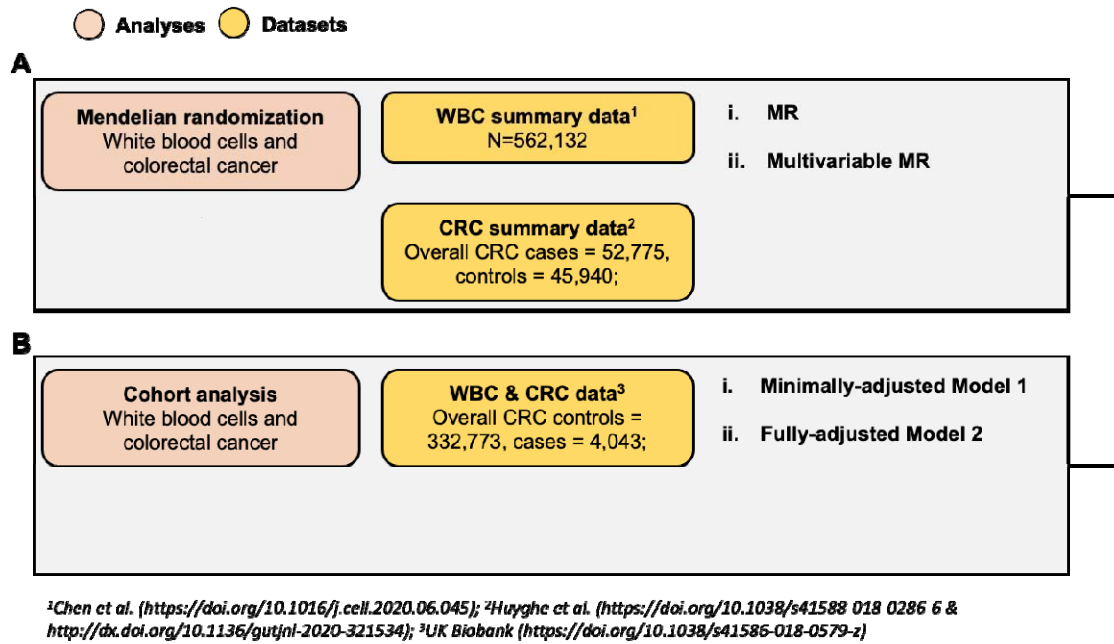 Analyses Datasets
A
Mendelian randomization
White blood cells and
colorectal cancer
WBC summary data¹
N=562,132
i. MR
ii. Multivariable MR
CRC summary data²
Overall CRC cases = 52,775,
controls = 45,940;
B
Cohort analysis
White blood cells and
colorectal cancer
WBC & CRC data³
Overall CRC controls =
332,773, cases = 4,043;
i. Minimally-adjusted Model 1
ii. Fully-adjusted Model 2
¹Chen et al. (https://doi.org/10.1016/j.cell.2020.06.045); ²Huyghe et al. (https://doi.org/10.1038/s41588 018 0286 6 &
http://dx.doi.org/10.1136/gutjnl-2020-321534); ³UK Biobank (https://doi.org/10.1038/s41586-018-0579-z)